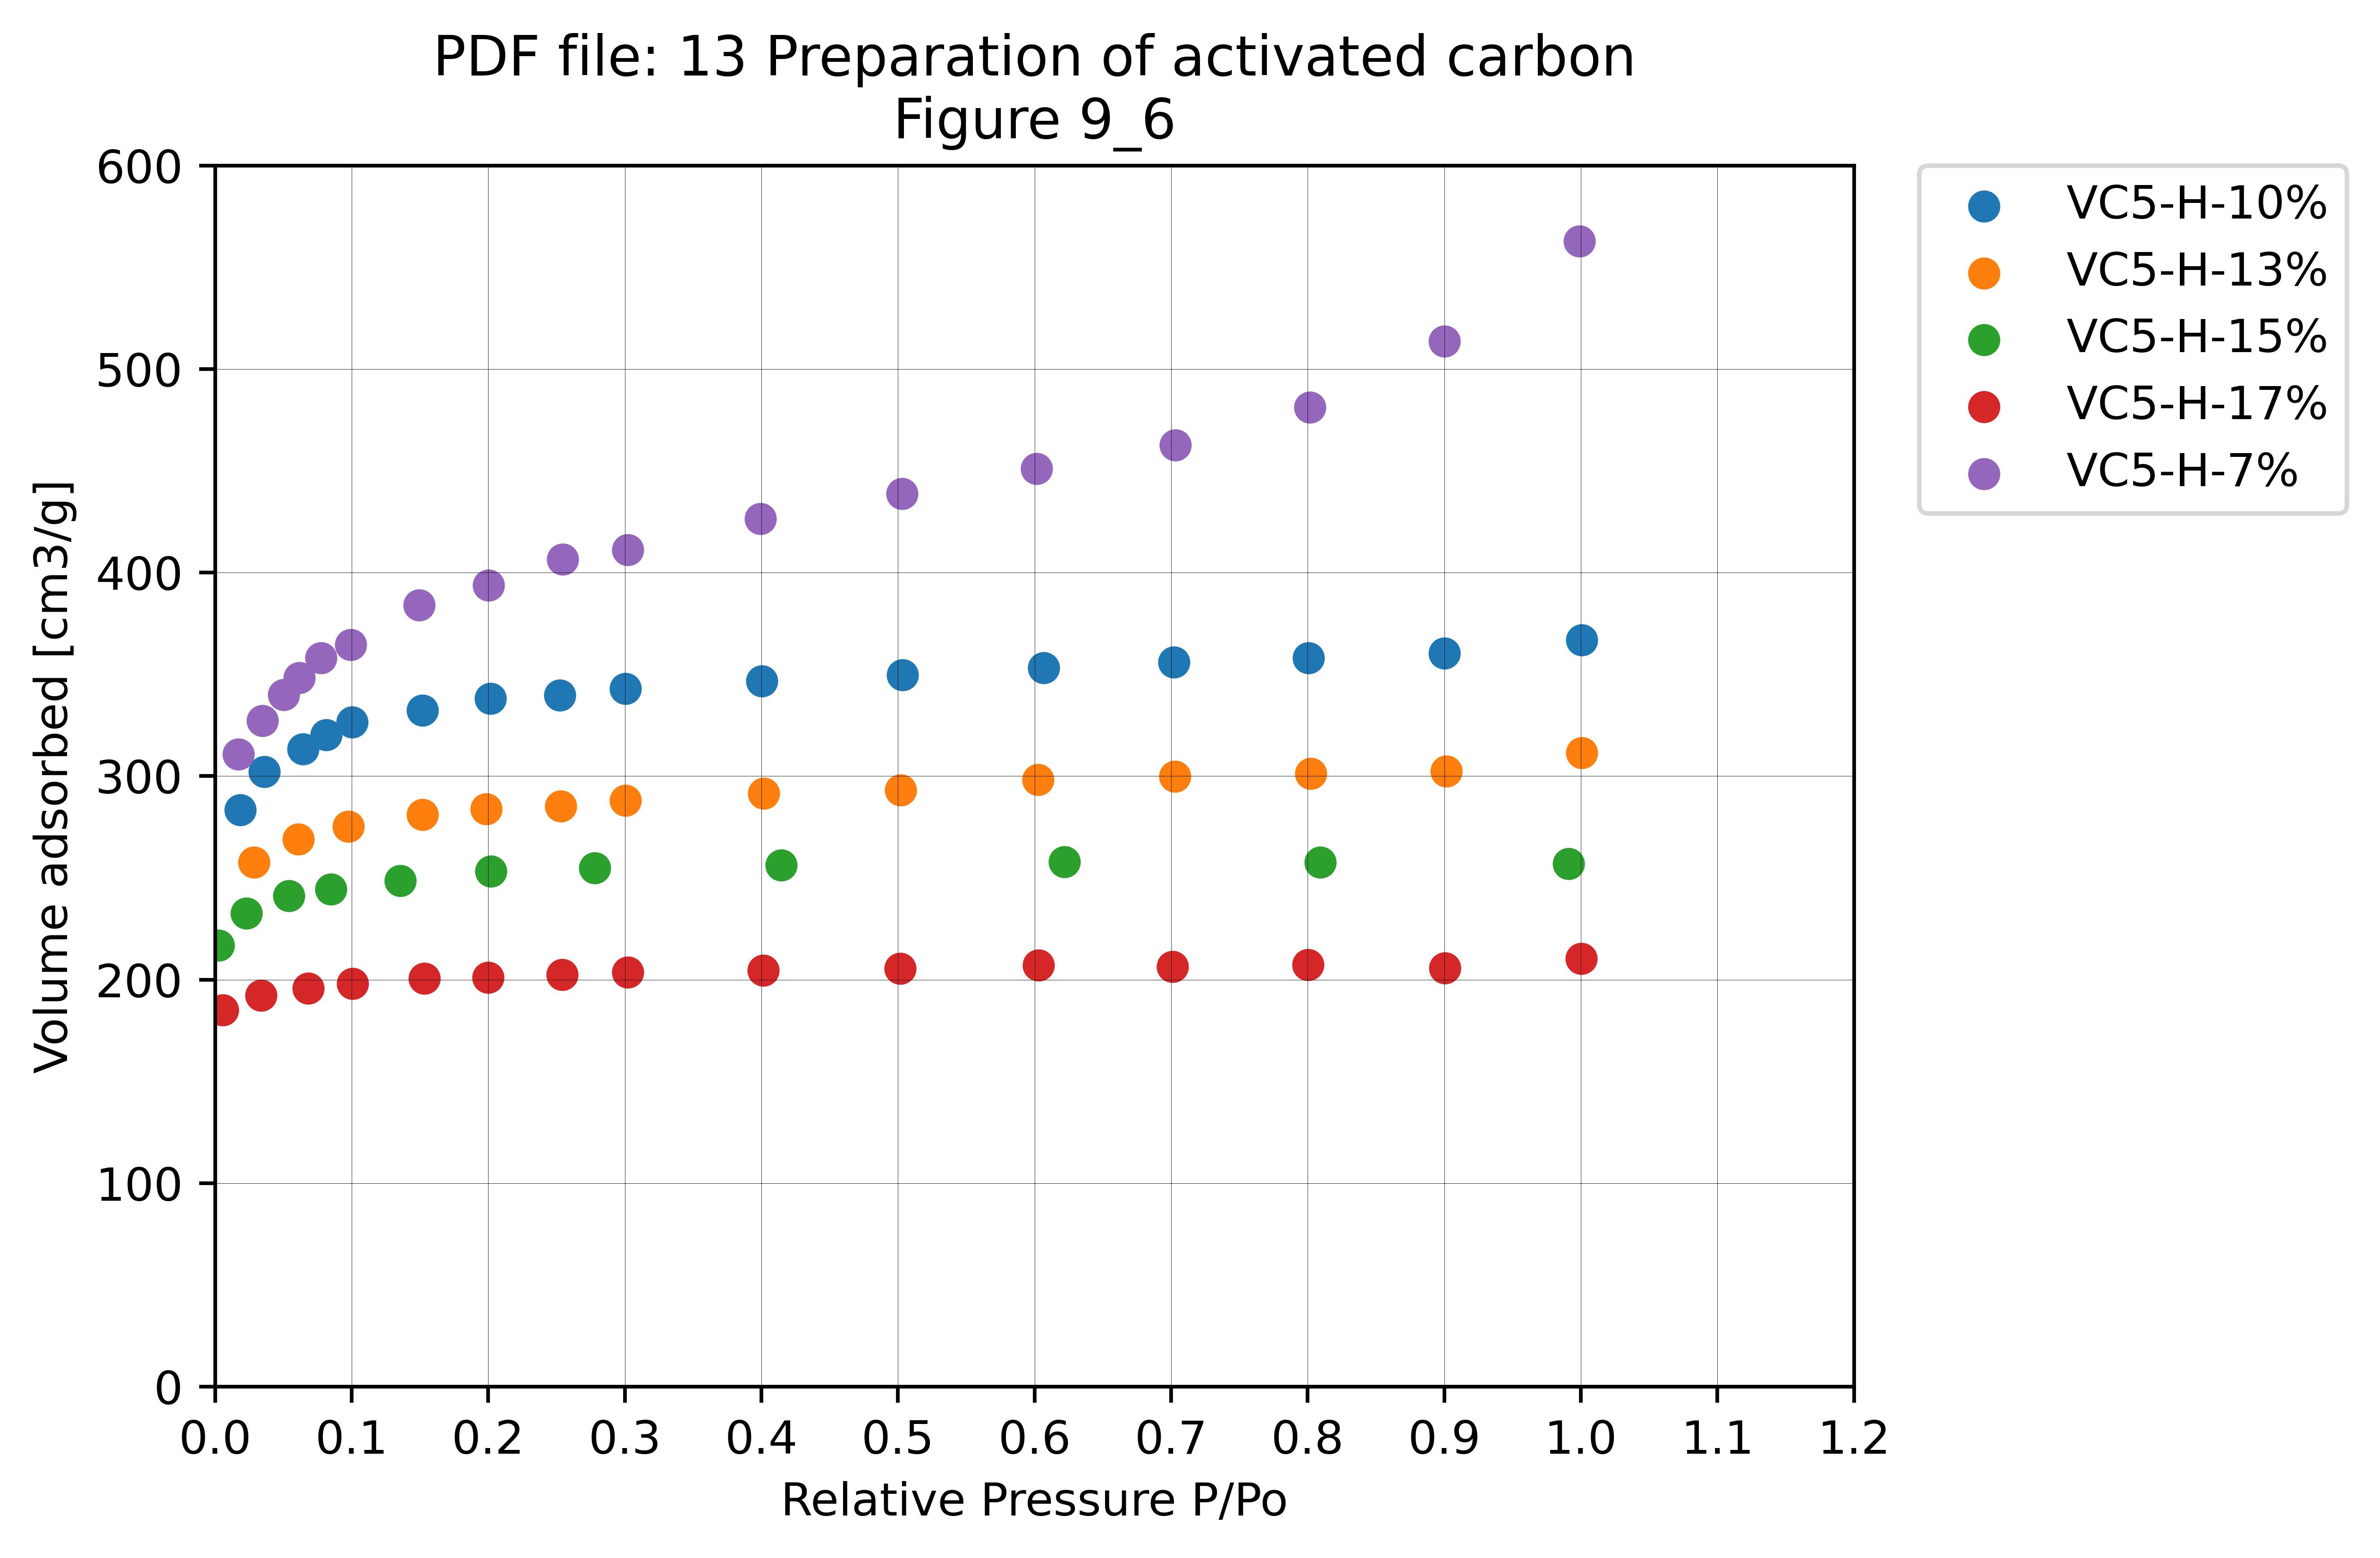 PDF file: 13 Preparation of activated carbon
Figure 9_6
600
500
400
300
200
100
0
Volume adsorbed [cm3/g]
0.0 0.1 0.2 0.3 0.4 0.5 0.6 0.7 0.8 0.9 1.0 1.1 1.2
Relative Pressure P/Po
VC5-H-10%
VC5-H-13%
VC5-H-15%
VC5-H-17%
VC5-H-7%